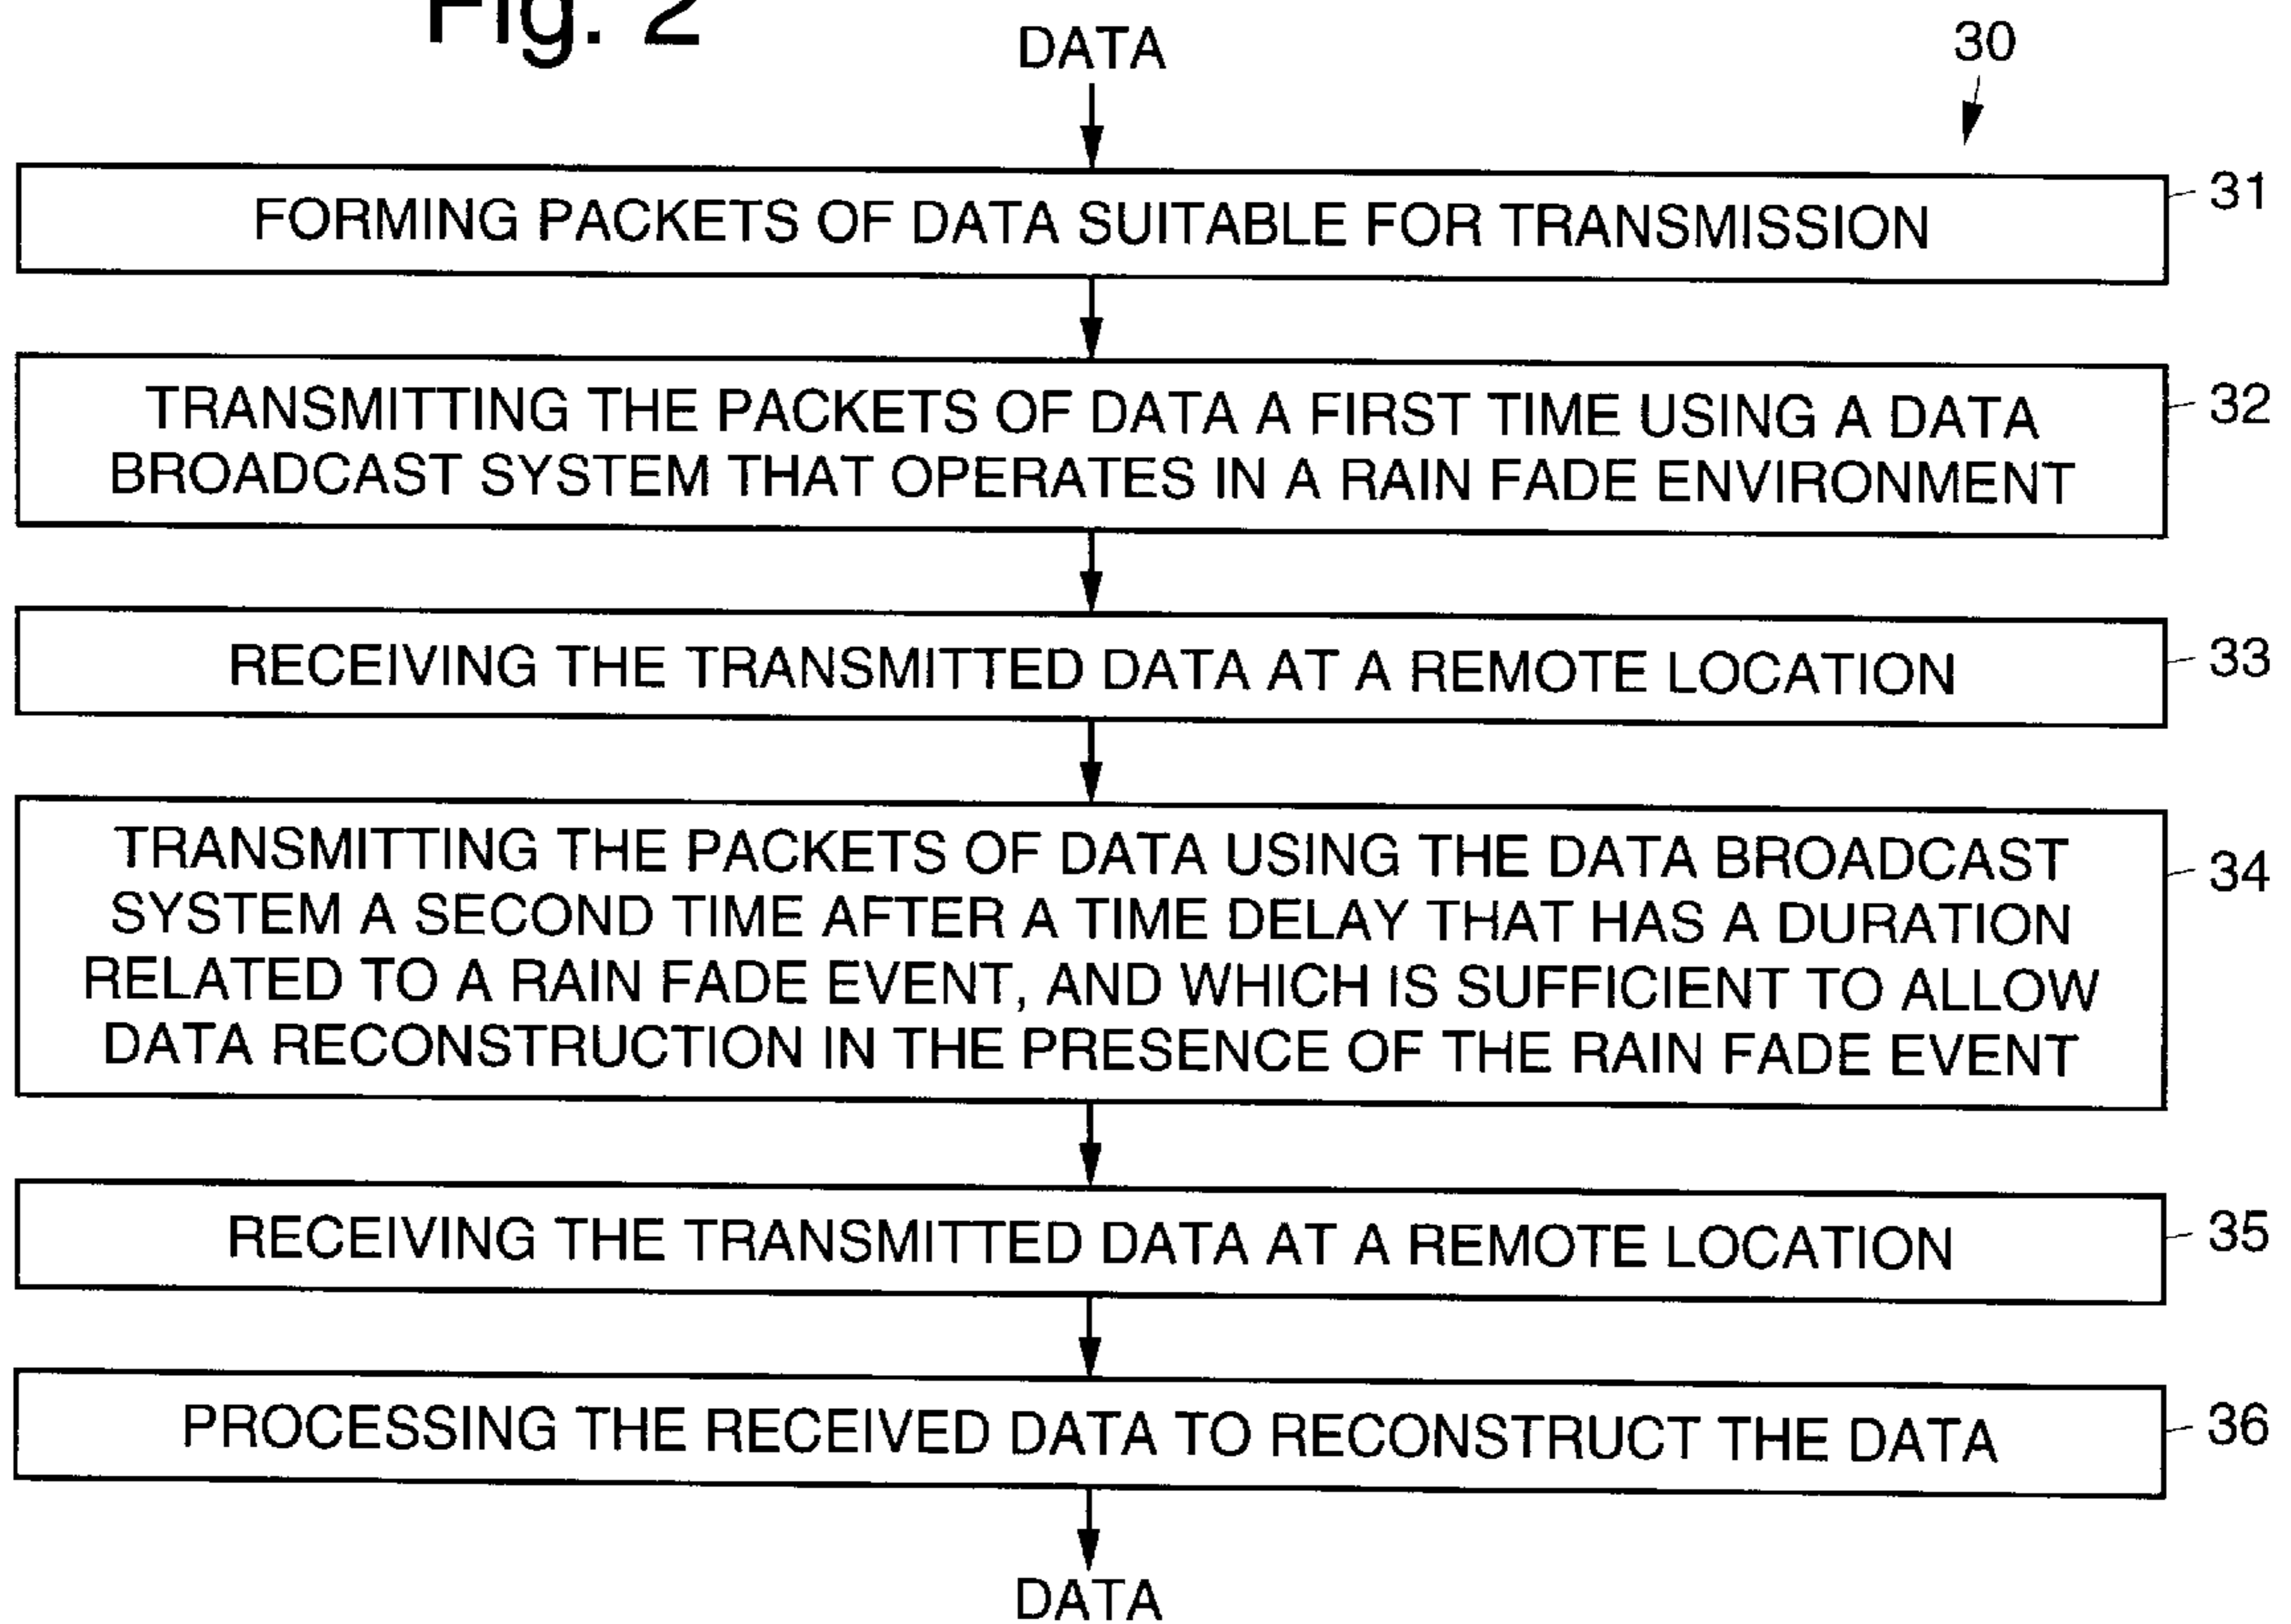 Fig. 2
DATA
30
FORMING PACKETS OF DATA SUITABLE FOR TRANSMISSION
31
TRANSMITTING THE PACKETS OF DATA A FIRST TIME USING A DATA
BROADCAST SYSTEM THAT OPERATES IN A RAIN FADE ENVIRONMENT
32
RECEIVING THE TRANSMITTED DATA AT A REMOTE LOCATION
33
TRANSMITTING THE PACKETS OF DATA USING THE DATA BROADCAST
SYSTEM A SECOND TIME AFTER A TIME DELAY THAT HAS A DURATION
RELATED TO A RAIN FADE EVENT, AND WHICH IS SUFFICIENT TO ALLOW
DATA RECONSTRUCTION IN THE PRESENCE OF THE RAIN FADE EVENT
34
RECEIVING THE TRANSMITTED DATA AT A REMOTE LOCATION
35
PROCESSING THE RECEIVED DATA TO RECONSTRUCT THE DATA
36
DATA